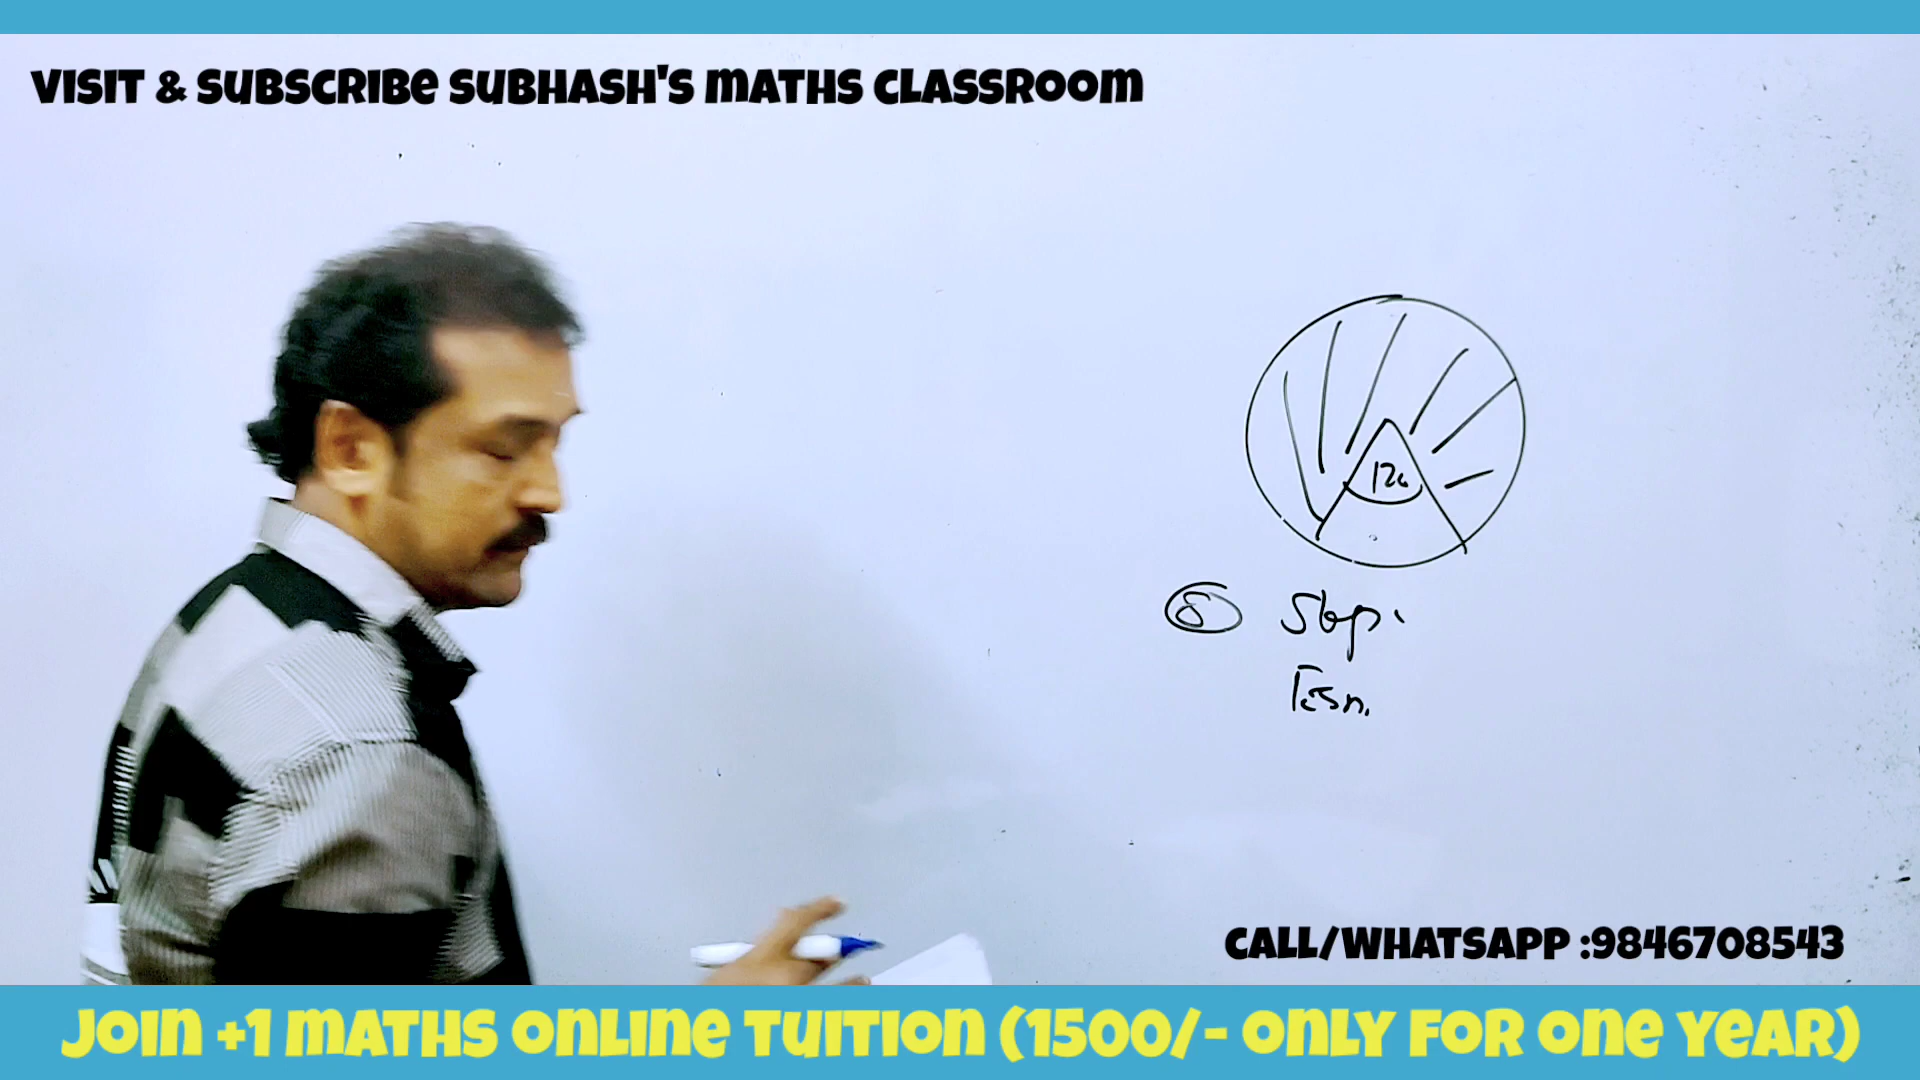 VISIT & SUBSCRIBE SUBHASH'S MATHS CLASSROOM
120
8
CALL/WHATSAPP :9846708543
JOIN +1 MATHS ONLINE TUITION (1500/- ONLY FOR ONE YEAR)